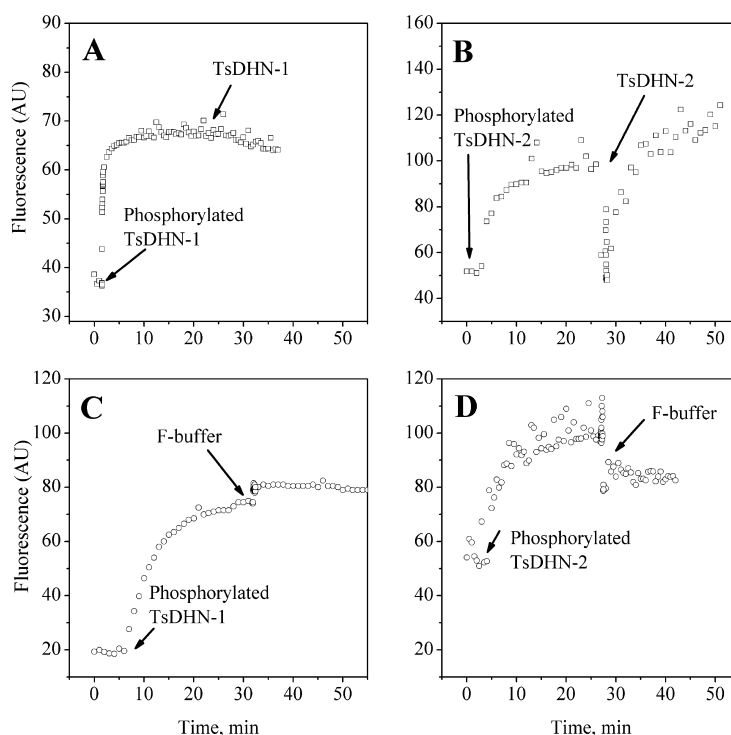 A
90
80
70
60
50
40
30
Fluorescence (AU)
TsDHN-1
Phosphorylated
TsDHN-1
0 10 20 30 40 50
B
160
140
120
100
80
60
40
TsDHN-2
Phosphorylated
TsDHN-2
0 10 20 30 40 50
C
120
100
80
60
40
20
Fluorescence (AU)
F-buffer
Phosphorylated
TsDHN-1
0 10 20 30 40 50
Time, min
D
120
100
80
60
40
20
F-buffer
Phosphorylated
TsDHN-2
0 10 20 30 40 50
Time, min